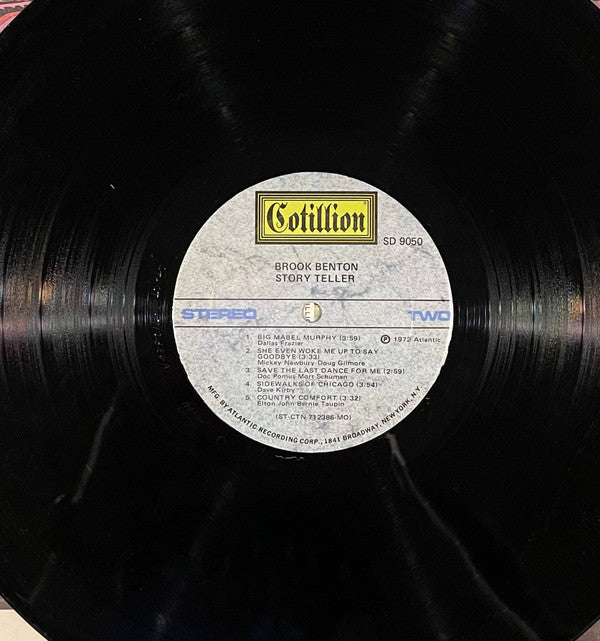 Cotillion
SD 9050
BROOK BENTON
STORY TELLER
STEREO
TWO
1. BIG MABEL MURPHY (3:59)
Dallas Frazier
2. SHE EVEN WOKE ME UP TO SAY
GOODBYE (3:33)
Mickey Newbury-Doug Gilmore
3. SAVE THE LAST DANCE FOR ME (2:59)
Doc Pomus-Mort Schuman
4. SIDEWALKS OF CHICAGO (3:54)
Dave Kirby
5. COUNTRY COMFORT (3:32)
Elton John-Bernie Taupin
Ⓟ 1972 Atlantic
(ST-CTN-712386-MO)
MFG. BY ATLANTIC RECORDING CORP., 1841 BROADWAY, NEW YORK, N.Y.